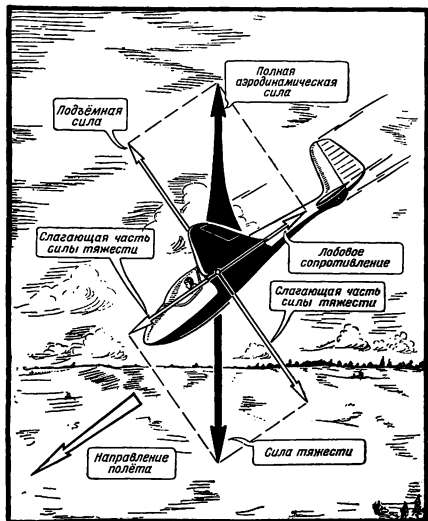 Полная
аэродинамическая
сила
Подъёмная
сила
Слагающая часть
силы тяжести
Лобовое
сопротивление
Слагающая часть
силы тяжести
Направление
полёта
Сила тяжести